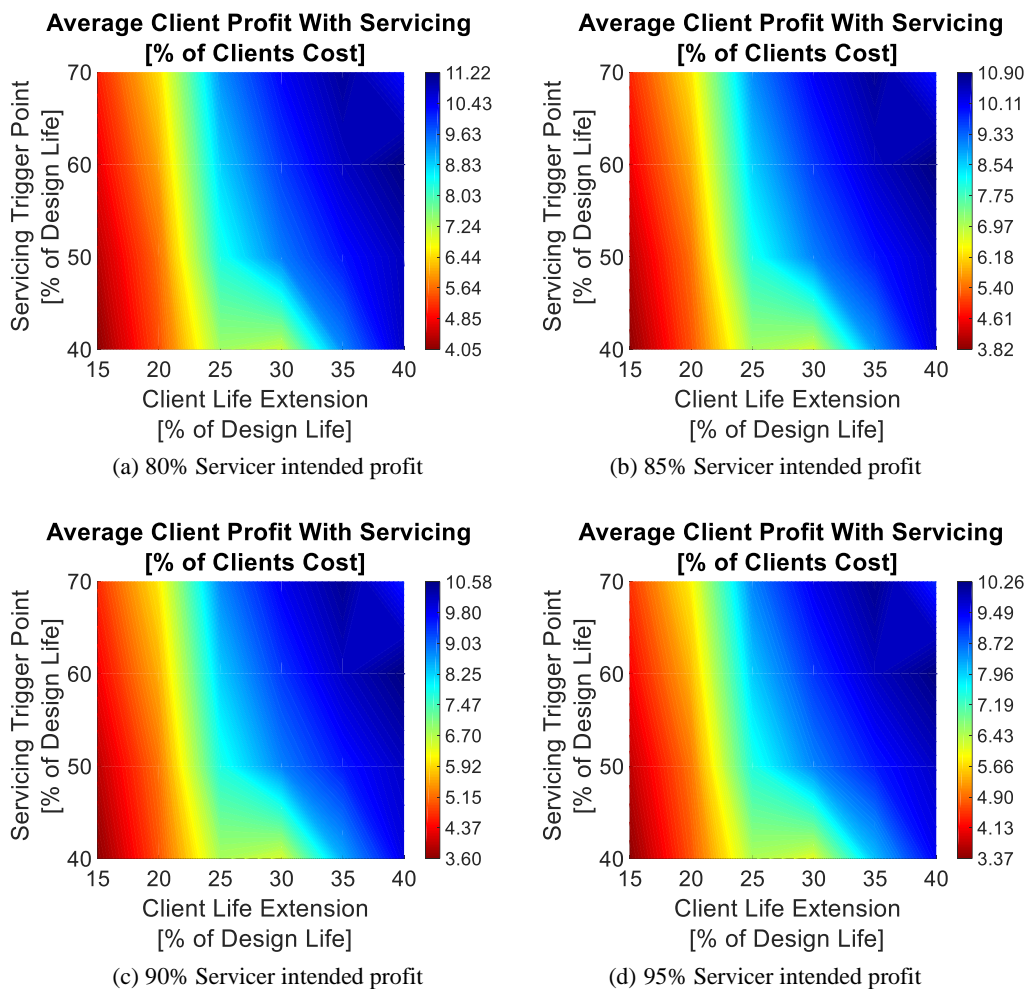 Average Client Profit With Servicing
[% of Clients Cost]
Servicing Trigger Point
[% of Design Life]
70
60
50
40
15 20 25 30 35 40
Client Life Extension
[% of Design Life]
11.22
10.43
9.63
8.83
8.03
7.24
6.44
5.64
4.85
4.05
(a) 80% Servicer intended profit
Average Client Profit With Servicing
[% of Clients Cost]
Servicing Trigger Point
[% of Design Life]
70
60
50
40
15 20 25 30 35 40
Client Life Extension
[% of Design Life]
10.90
10.11
9.33
8.54
7.75
6.97
6.18
5.40
4.61
3.82
(b) 85% Servicer intended profit
Average Client Profit With Servicing
[% of Clients Cost]
Servicing Trigger Point
[% of Design Life]
70
60
50
40
15 20 25 30 35 40
Client Life Extension
[% of Design Life]
10.58
9.80
9.03
8.25
7.47
6.70
5.92
5.15
4.37
3.60
(c) 90% Servicer intended profit
Average Client Profit With Servicing
[% of Clients Cost]
Servicing Trigger Point
[% of Design Life]
70
60
50
40
15 20 25 30 35 40
Client Life Extension
[% of Design Life]
10.26
9.49
8.72
7.96
7.19
6.43
5.66
4.90
4.13
3.37
(d) 95% Servicer intended profit